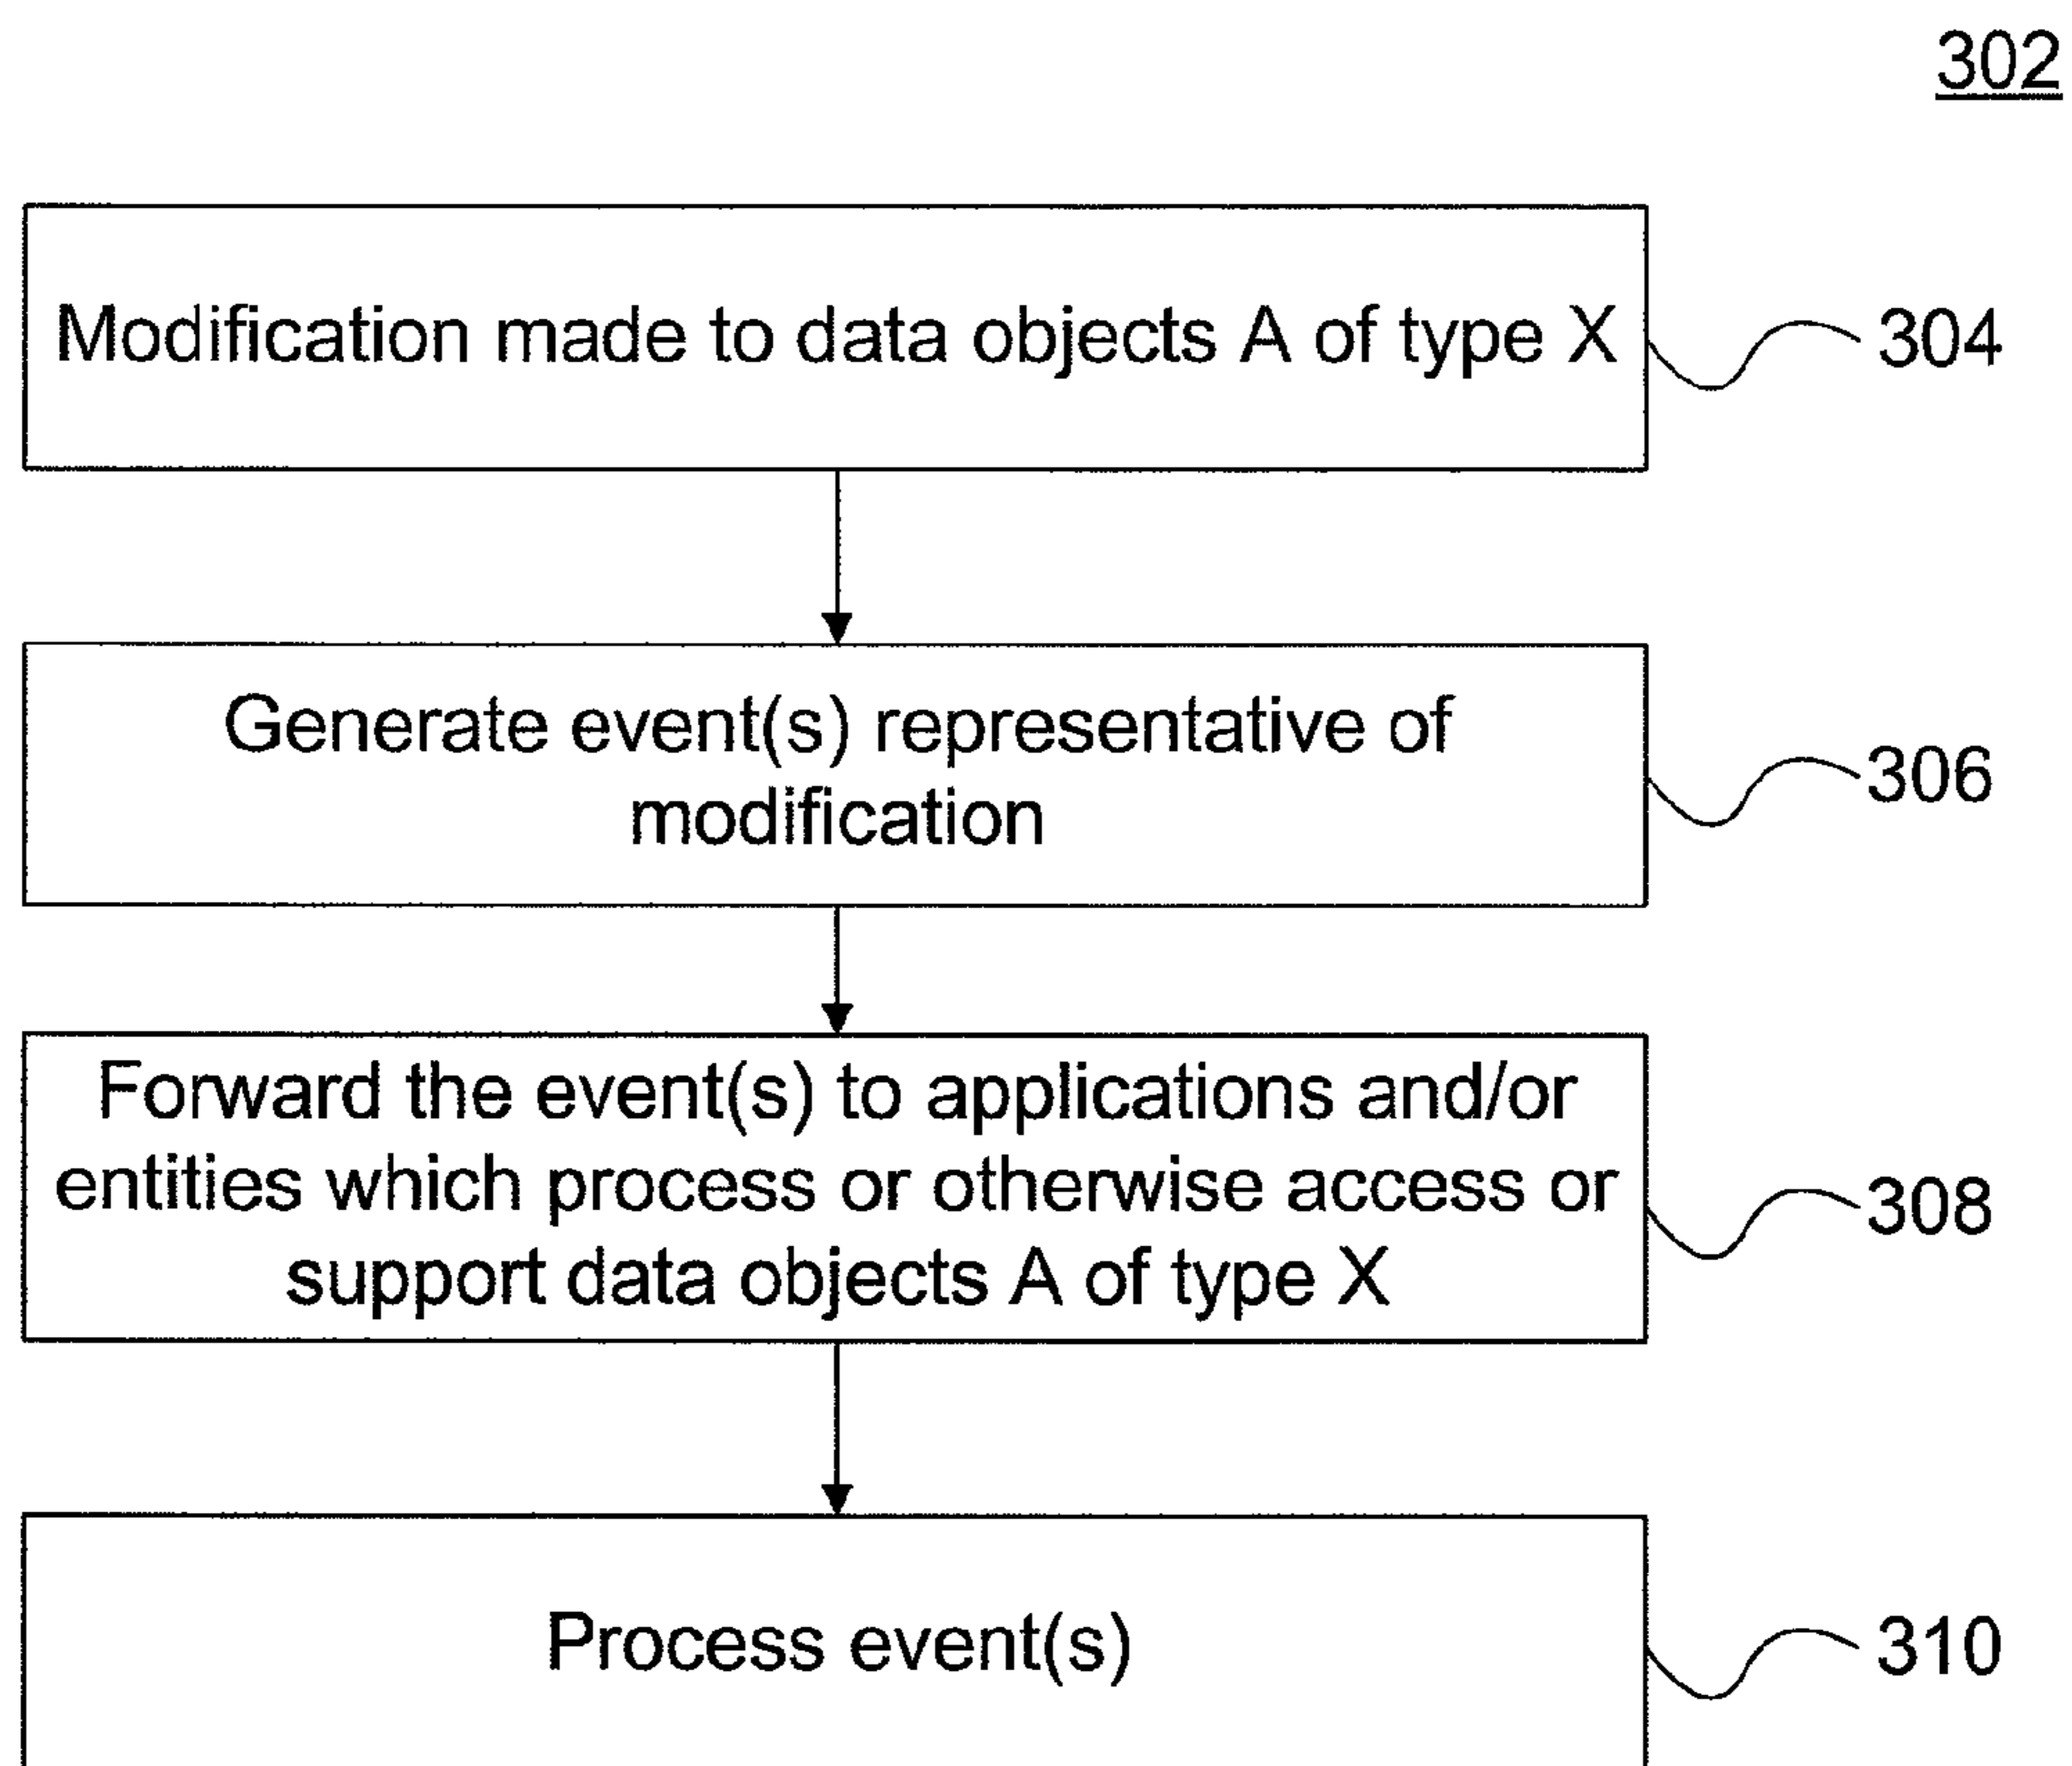 302
Modification made to data objects A of type X
304
Generate event(s) representative of
modification
306
Forward the event(s) to applications and/or
entities which process or otherwise access or
support data objects A of type X
308
Process event(s)
310